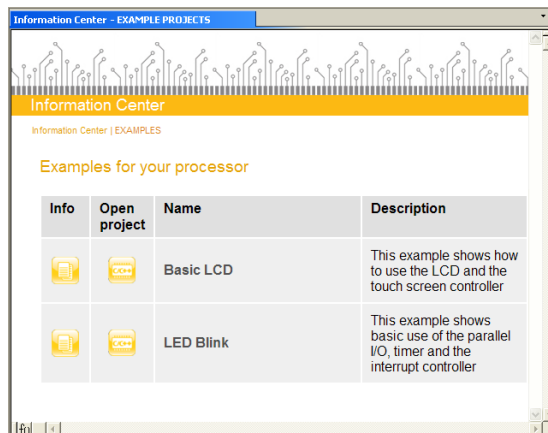 Information Center - EXAMPLE PROJECTS
Information Center
Information Center | EXAMPLES
Examples for your processor
Info
Open
project
Name
Description
Basic LCD
This example shows how
to use the LCD and the
touch screen controller
LED Blink
This example shows
basic use of the parallel
I/O, timer and the
interrupt controller